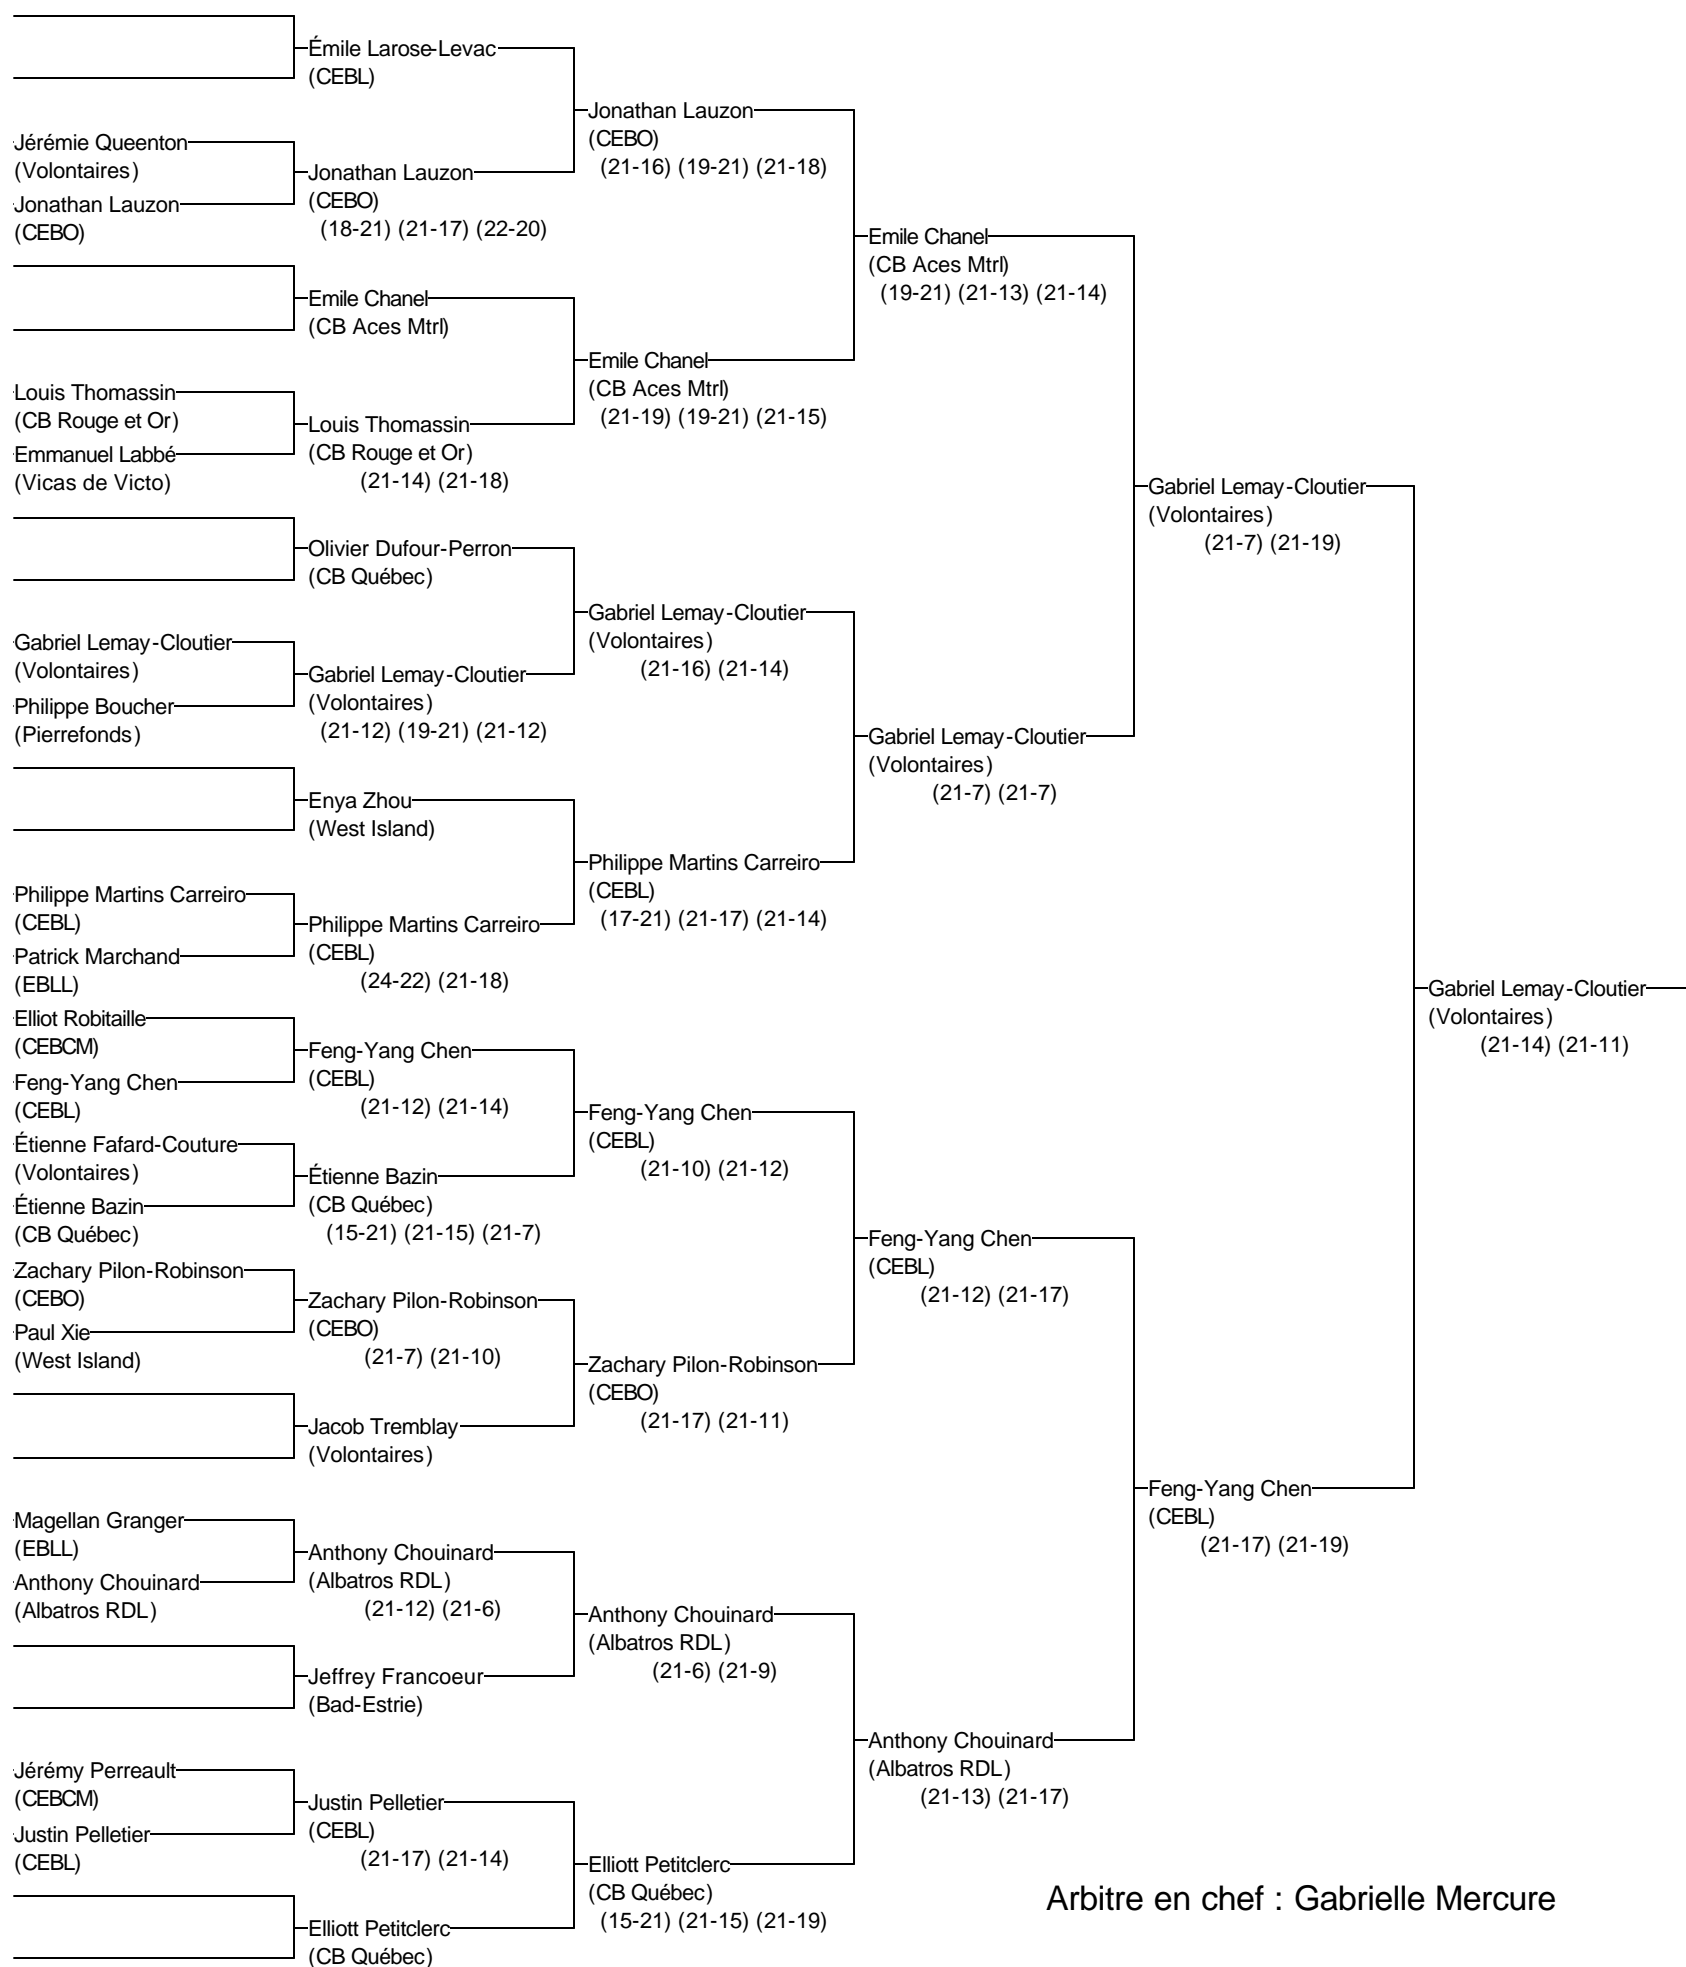 Émile Larose-Levac
(CEBL)
Jonathan Lauzon
(CEBO)
(21-16) (19-21) (21-18)
Jérémie Queenton
(Volontaires)
Jonathan Lauzon
(CEBO)
Jonathan Lauzon
(CEBO)
(18-21) (21-17) (22-20)
Emile Chanel
(CB Aces Mtrl)
(19-21) (21-13) (21-14)
Emile Chanel
(CB Aces Mtrl)
Emile Chanel
(CB Aces Mtrl)
(21-19) (19-21) (21-15)
Louis Thomassin
(CB Rouge et Or)
Emmanuel Labbé
(Vicas de Victo)
Louis Thomassin
(CB Rouge et Or)
(21-14) (21-18)
Gabriel Lemay-Cloutier
(Volontaires)
(21-7) (21-19)
Olivier Dufour-Perron
(CB Québec)
Gabriel Lemay-Cloutier
(Volontaires)
(21-16) (21-14)
Gabriel Lemay-Cloutier
(Volontaires)
Philippe Boucher
(Pierrefonds)
Gabriel Lemay-Cloutier
(Volontaires)
(21-12) (19-21) (21-12)
Gabriel Lemay-Cloutier
(Volontaires)
(21-7) (21-7)
Enya Zhou
(West Island)
Philippe Martins Carreiro
(CEBL)
(17-21) (21-17) (21-14)
Philippe Martins Carreiro
(CEBL)
Patrick Marchand
(EBLL)
Philippe Martins Carreiro
(CEBL)
(24-22) (21-18)
Gabriel Lemay-Cloutier
(Volontaires)
(21-14) (21-11)
Elliot Robitaille
(CEBCM)
Feng-Yang Chen
(CEBL)
Feng-Yang Chen
(CEBL)
(21-12) (21-14)
Feng-Yang Chen
(CEBL)
(21-10) (21-12)
Étienne Fafard-Couture
(Volontaires)
Étienne Bazin
(CB Québec)
Étienne Bazin
(CB Québec)
(15-21) (21-15) (21-7)
Feng-Yang Chen
(CEBL)
(21-12) (21-17)
Zachary Pilon-Robinson
(CEBO)
Paul Xie
(West Island)
Zachary Pilon-Robinson
(CEBO)
(21-7) (21-10)
Zachary Pilon-Robinson
(CEBO)
(21-17) (21-11)
Jacob Tremblay
(Volontaires)
Feng-Yang Chen
(CEBL)
(21-17) (21-19)
Magellan Granger
(EBLL)
Anthony Chouinard
(Albatros RDL)
Anthony Chouinard
(Albatros RDL)
(21-12) (21-6)
Anthony Chouinard
(Albatros RDL)
(21-6) (21-9)
Jeffrey Francoeur
(Bad-Estrie)
Anthony Chouinard
(Albatros RDL)
(21-13) (21-17)
Jérémy Perreault
(CEBCM)
Justin Pelletier
(CEBL)
Justin Pelletier
(CEBL)
(21-17) (21-14)
Elliott Petitclerc
(CB Québec)
(15-21) (21-15) (21-19)
Elliott Petitclerc
(CB Québec)
Arbitre en chef : Gabrielle Mercure